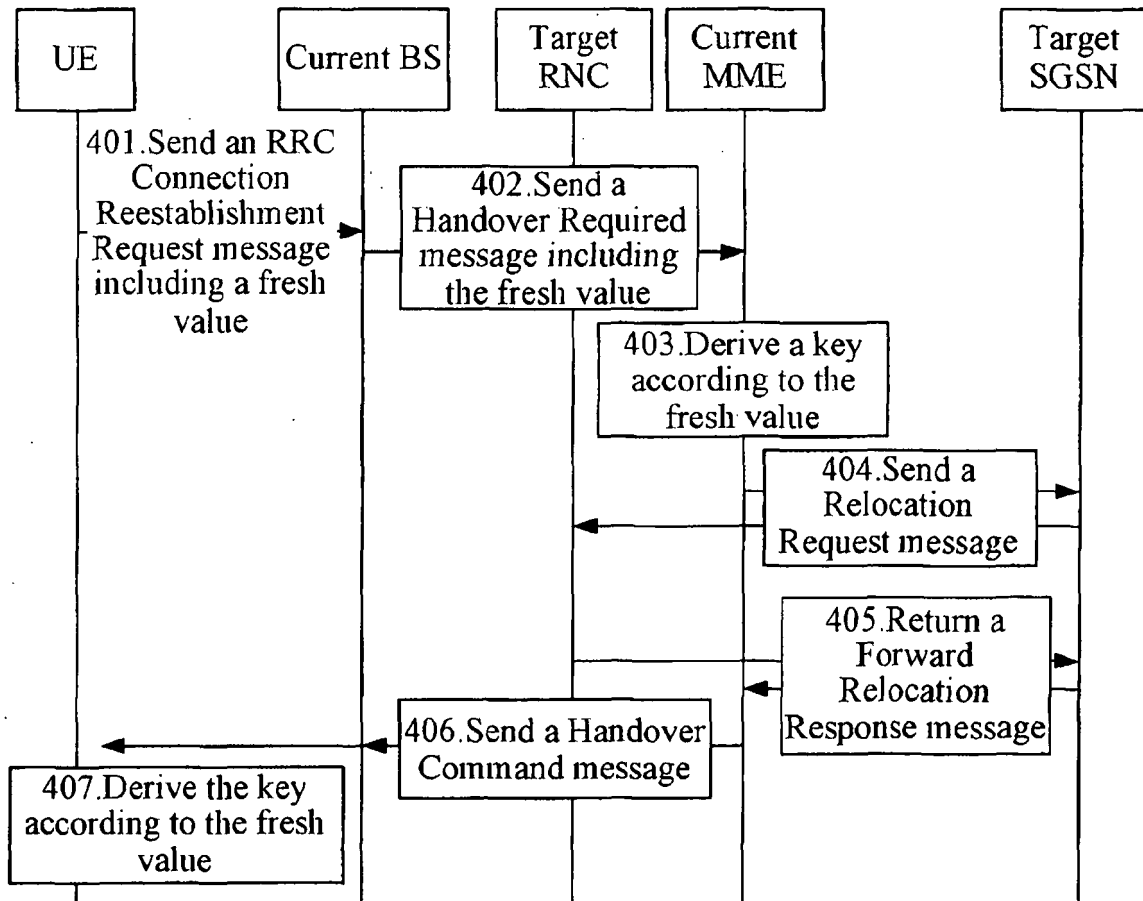 UE
Current BS
Target
RNC
Current
MME
Target
SGSN
401.Send an RRC
Connection
Reestablishment
Request message
including a fresh
value
402.Send a
Handover Required
message including
the fresh value
403.Derive a key
according to the
fresh value
404.Send a
Relocation
Request message
405.Return a
Forward
Relocation
Response message
406.Send a Handover
Command message
407.Derive the key
according to the fresh
value